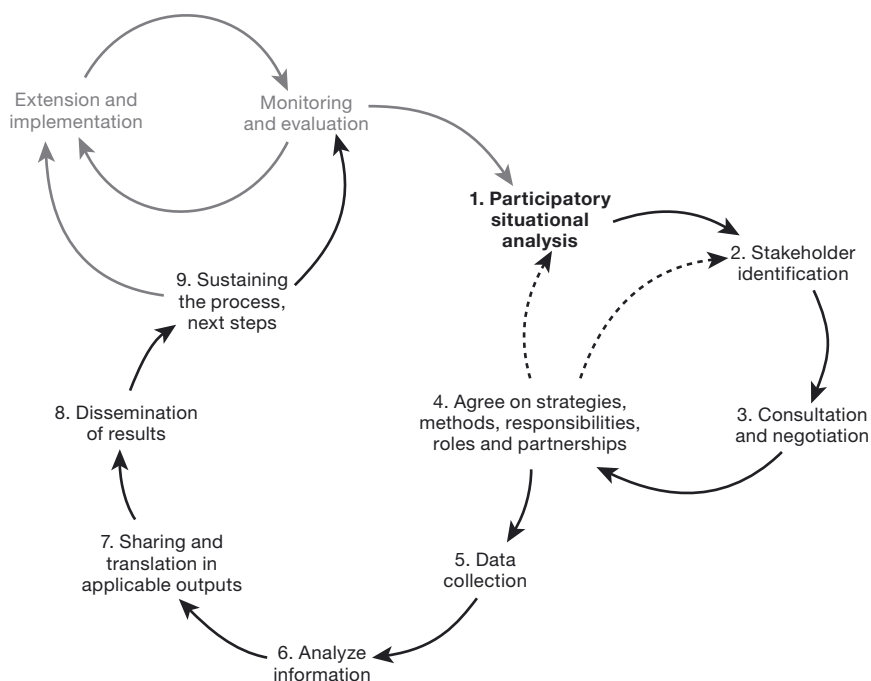 Extension and
implementation
Monitoring
and evaluation
1. Participatory
situational
analysis
2. Stakeholder
identification
3. Consultation
and negotiation
4. Agree on strategies,
methods, responsibilities,
roles and partnerships
5. Data
collection
6. Analyze
information
7. Sharing and
translation in
applicable outputs
8. Dissemination
of results
9. Sustaining
the process,
next steps